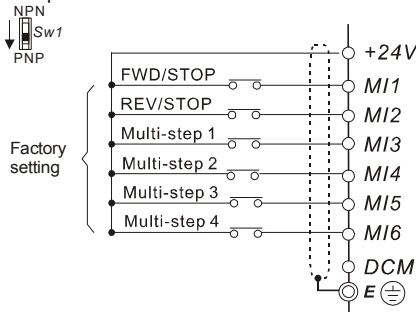 NPN
Sw1
PNP
+24V
FWD/STOP
MI1
REV/STOP
MI2
Multi-step 1
MI3
Factory
setting
Multi-step 2
MI4
Multi-step 3
MI5
Multi-step 4
MI6
DCM
E